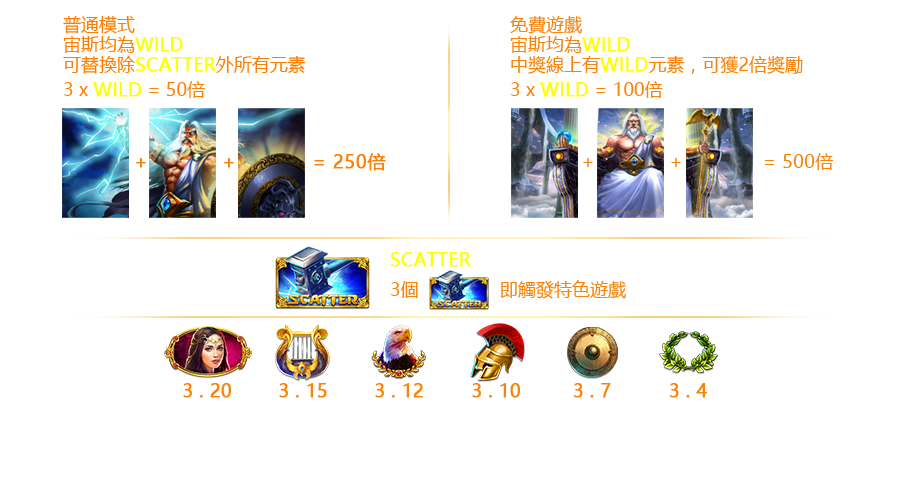 普通模式
宙斯均為WILD
可替換除SCATTER外所有元素
3 x WILD = 50倍
+ + = 250倍
免費遊戲
宙斯均為WILD
中獎線上有WILD元素，可獲2倍獎勵
3 x WILD = 100倍
+ + = 500倍
SCATTER
SCATTER
3個 SCATTER 即觸發特色遊戲
3 . 20 3 . 15 3 . 12 3 . 10 3 . 7 3 . 4